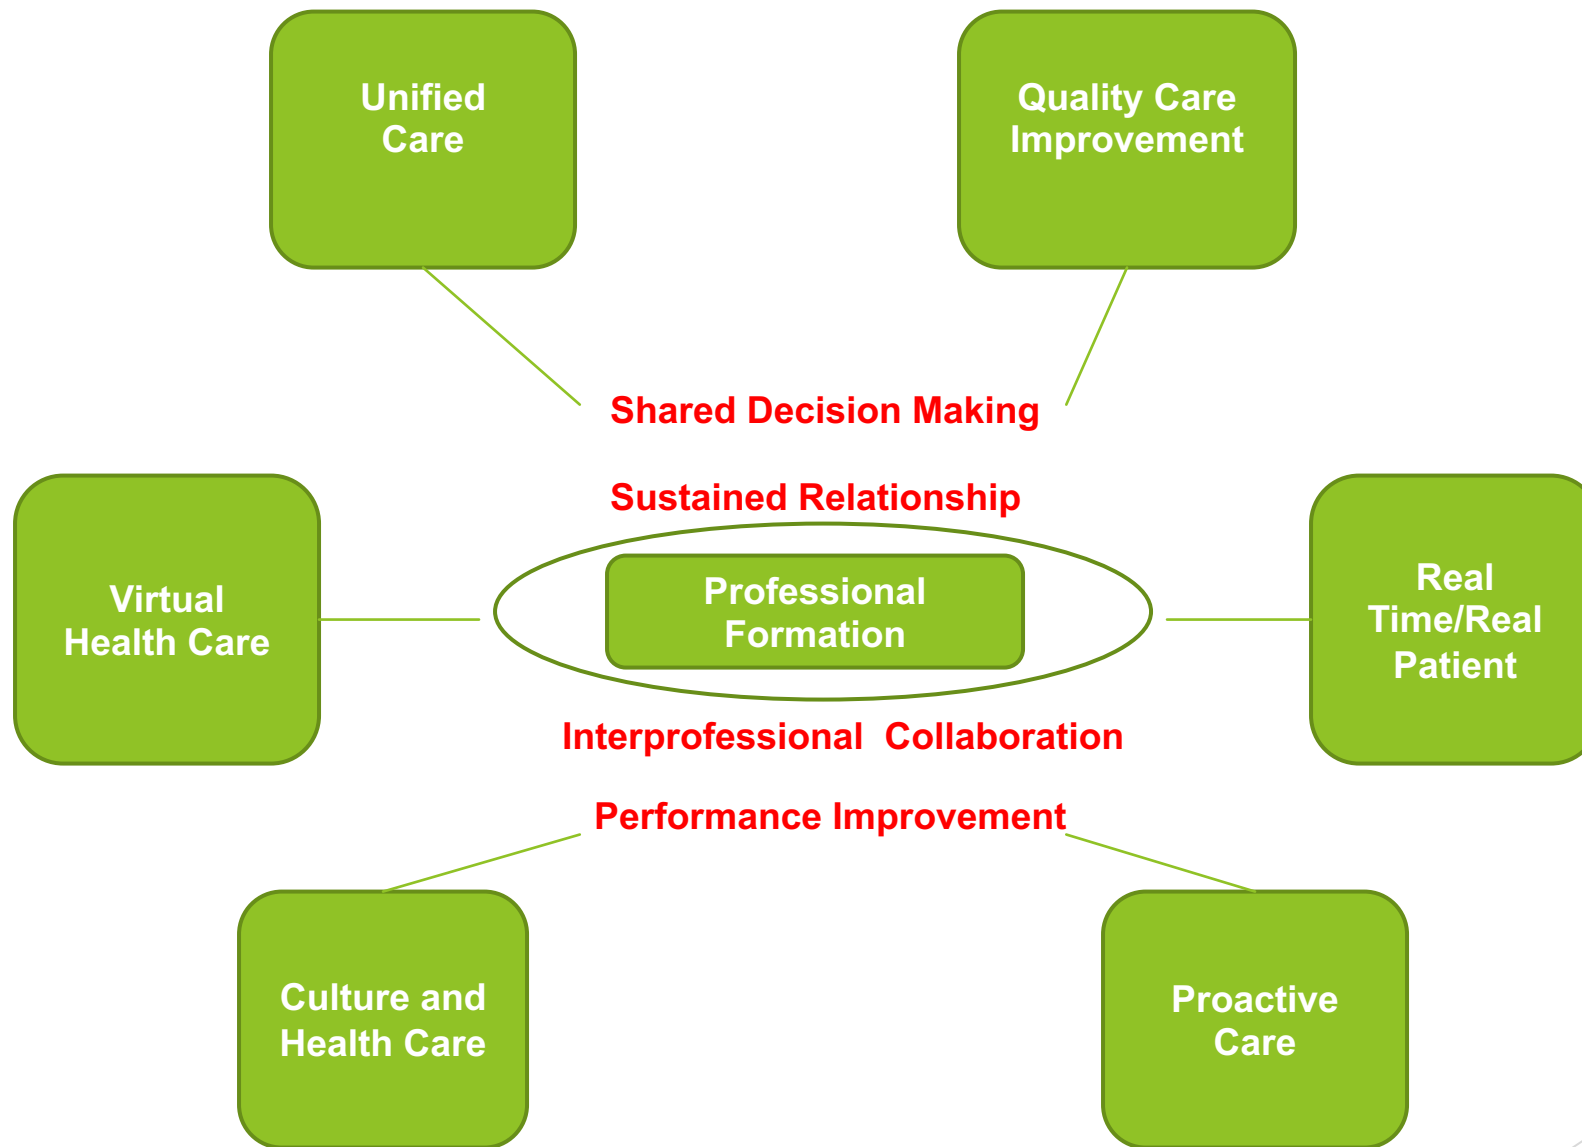 Unified
Care
Quality Care
Improvement
Shared Decision Making
Sustained Relationship
Virtual
Health Care
Professional
Formation
Real
Time/Real
Patient
Interprofessional  Collaboration
Performance Improvement
Culture and
Health Care
Proactive
Care